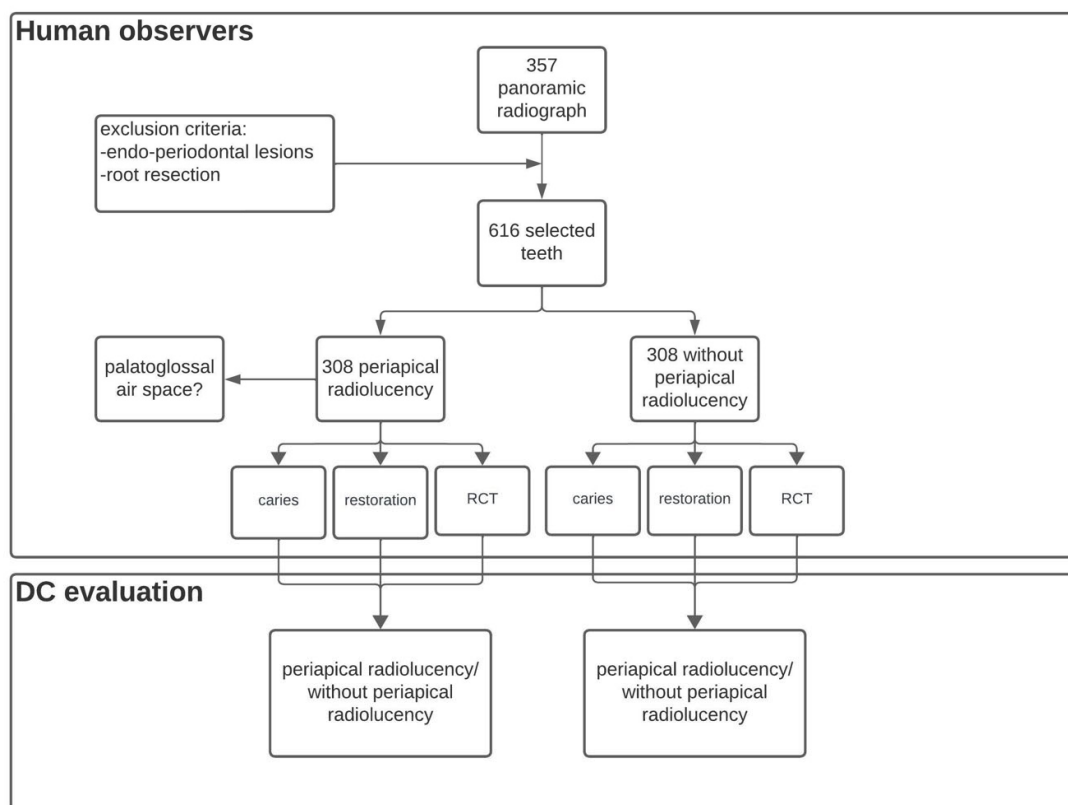 Human observers
357
panoramic
radiograph
exclusion criteria:
-endo-periodontal lesions
-root resection
616 selected
teeth
palatoglossal
air space?
308 periapical
radiolucency
308 without
periapical
radiolucency
caries
restoration
RCT
caries
restoration
RCT
DC evaluation
periapical radiolucency/
without periapical
radiolucency
periapical radiolucency/
without periapical
radiolucency